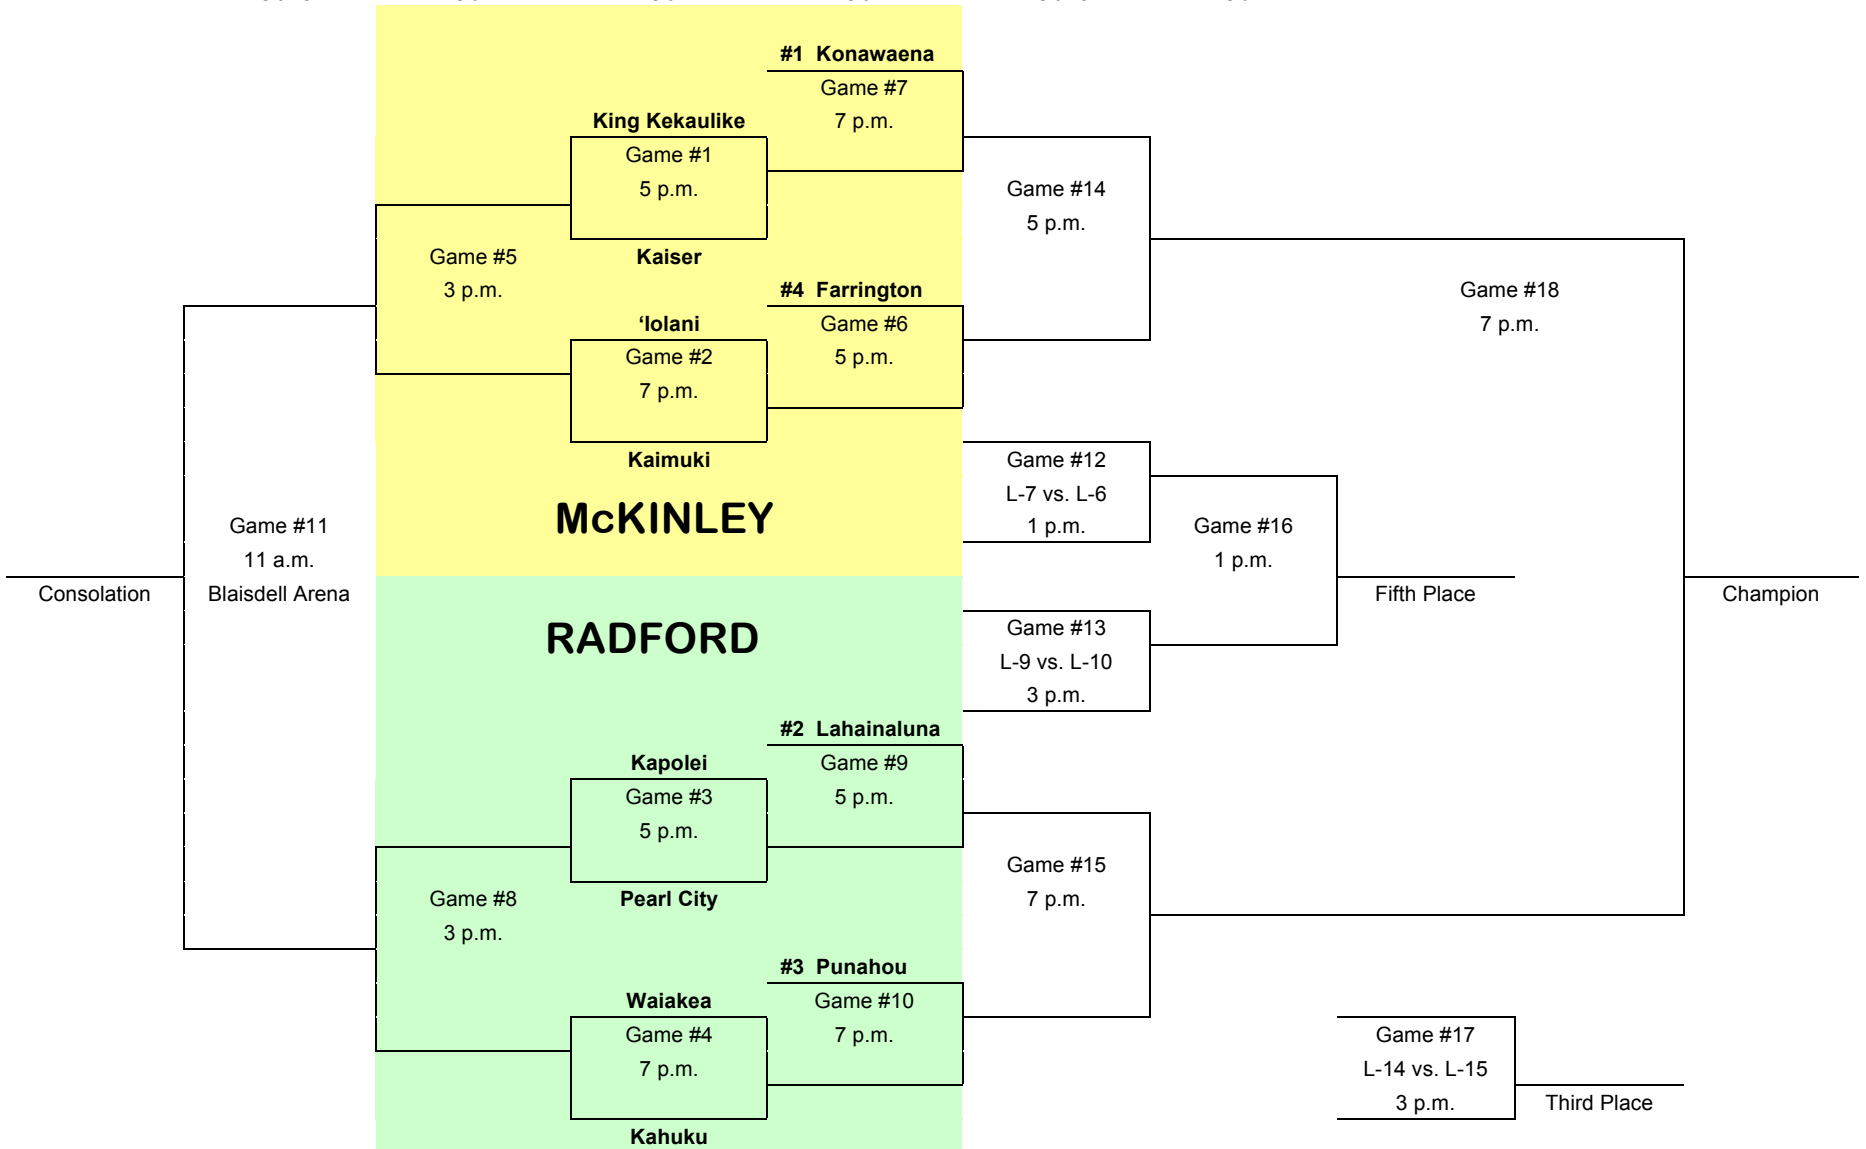 #1 Konawaena
Game #7
King Kekaulike
7 p.m.
Game #1
5 p.m.
Game #14
5 p.m.
Game #5
Kaiser
3 p.m.
#4 Farrington
Game #18
‘Iolani
Game #6
7 p.m.
Game #2
5 p.m.
7 p.m.
Kaimuki
Game #12
L-7 vs. L-6
McKINLEY
Game #11
1 p.m.
Game #16
11 a.m.
1 p.m.
Consolation
Blaisdell Arena
Fifth Place
Champion
RADFORD
Game #13
L-9 vs. L-10
3 p.m.
#2 Lahainaluna
Kapolei
Game #9
Game #3
5 p.m.
5 p.m.
Game #15
Game #8
Pearl City
7 p.m.
3 p.m.
#3 Punahou
Waiakea
Game #10
Game #4
7 p.m.
Game #17
7 p.m.
L-14 vs. L-15
3 p.m.
Third Place
Kahuku